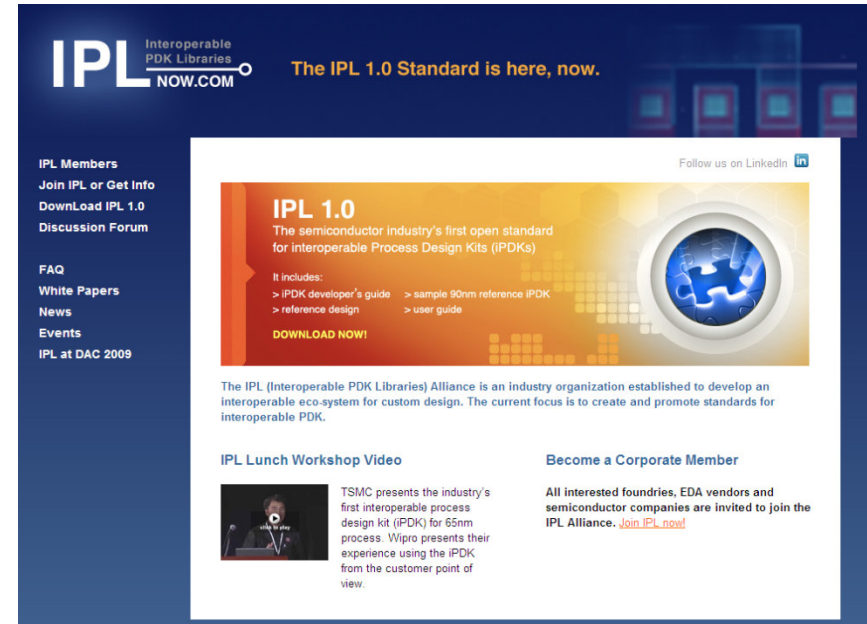 IPL
Interoperable
PDK Libraries
NOW.COM
The IPL 1.0 Standard is here, now.
IPL Members
Join IPL or Get Info
DownLoad IPL 1.0
Discussion Forum
FAQ
White Papers
News
Events
IPL at DAC 2009
Follow us on LinkedIn in
IPL 1.0
The semiconductor industry's first open standard
for interoperable Process Design Kits (iPDKs)
It includes:
> iPDK developer's guide > sample 90nm reference iPDK
> reference design > user guide
DOWNLOAD NOW!
The IPL (Interoperable PDK Libraries) Alliance is an industry organization established to develop an
interoperable eco-system for custom design. The current focus is to create and promote standards for
interoperable PDK.
IPL Lunch Workshop Video
click to play
TSMC presents the industry's
first interoperable process
design kit (iPDK) for 65nm
process. Wipro presents their
experience using the iPDK
from the customer point of
view.
Become a Corporate Member
All interested foundries, EDA vendors and
semiconductor companies are invited to join the
IPL Alliance. Join IPL now!